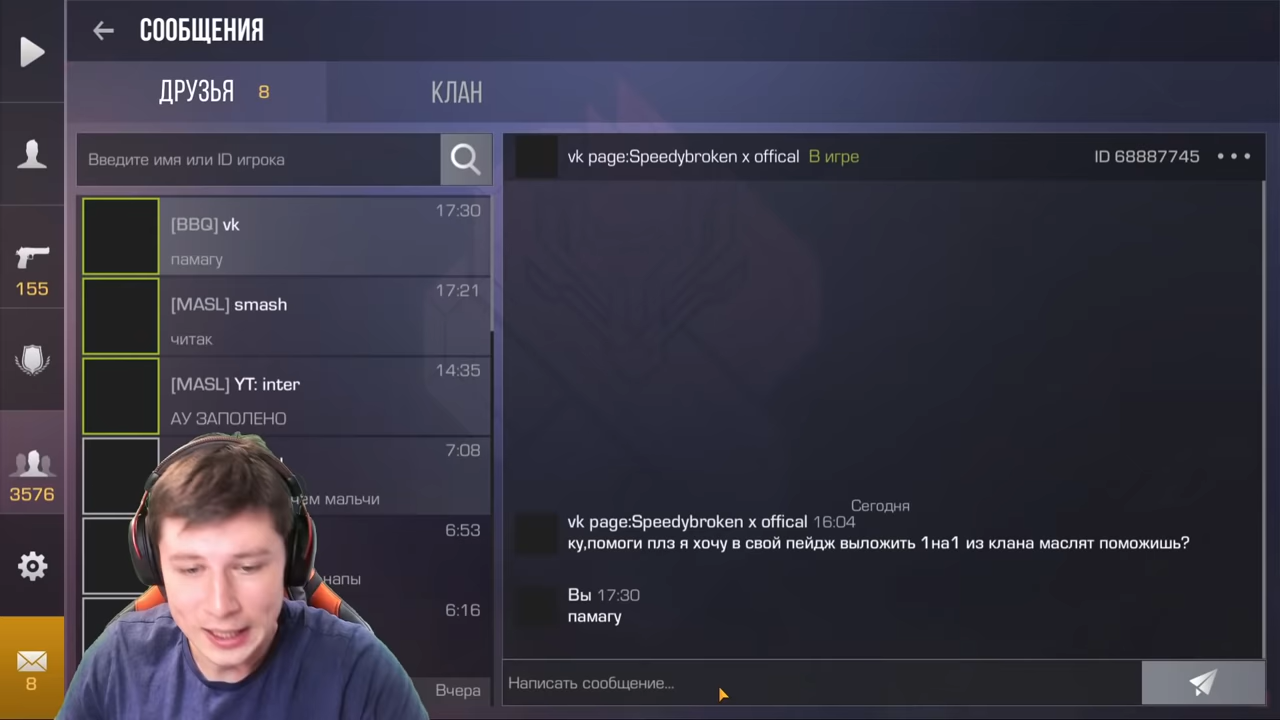 СООБЩЕНИЯ
ДРУЗЬЯ 8
КЛАН
Введите имя или ID игрока
vk page:Speedybroken x offical В игре
ID 68887745
[BBQ] vk
17:30
памагу
[MASL] smash
17:21
читак
[MASL] YT: inter
14:35
АУ ЗАПОЛЕНО
7:08
мальчи
6:53
6:16
Вчера
155
3576
8
Сегодня
vk page:Speedybroken x offical 16:04
ку,помоги плз я хочу в свой пейдж выложить 1на1 из клана маслят поможишь?
Вы 17:30
памагу
Написать сообщение...